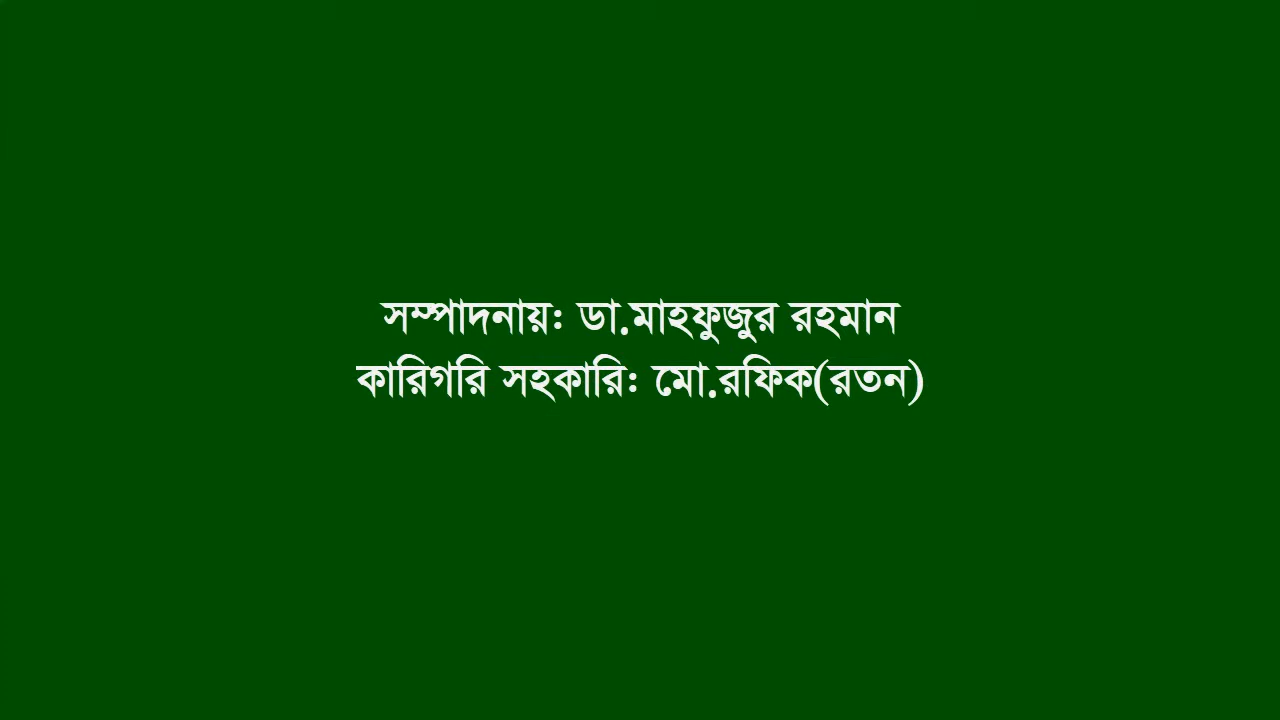 সম্পাদনায়: ডা.মাহফুজুর রহমান
কারিগরি সহকারি: মো.রফিক(রতন)